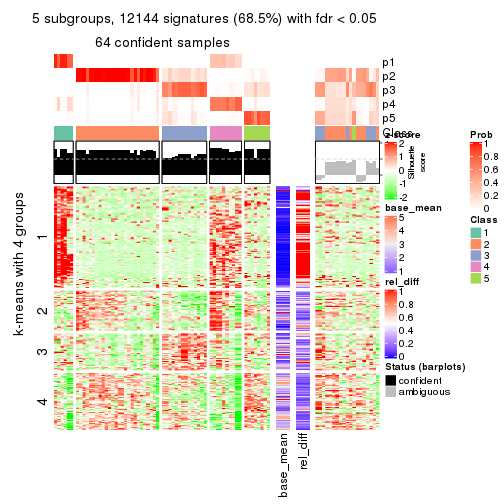 5 subgroups, 12144 signatures (68.5%) with fdr < 0.05
64 confident samples
p1
p2
p3
p4
p5
Class
Silhouette
score
k-means with 4 groups
1
2
3
4
base_mean
rel_diff
z-score
2
1
0
-1
-2
base_mean
5
4
3
2
1
rel_diff
1
0.8
0.6
0.4
0.2
0
Status (barplots)
confident
ambiguous
Prob
1
0.8
0.6
0.4
0.2
0
Class
1
2
3
4
5